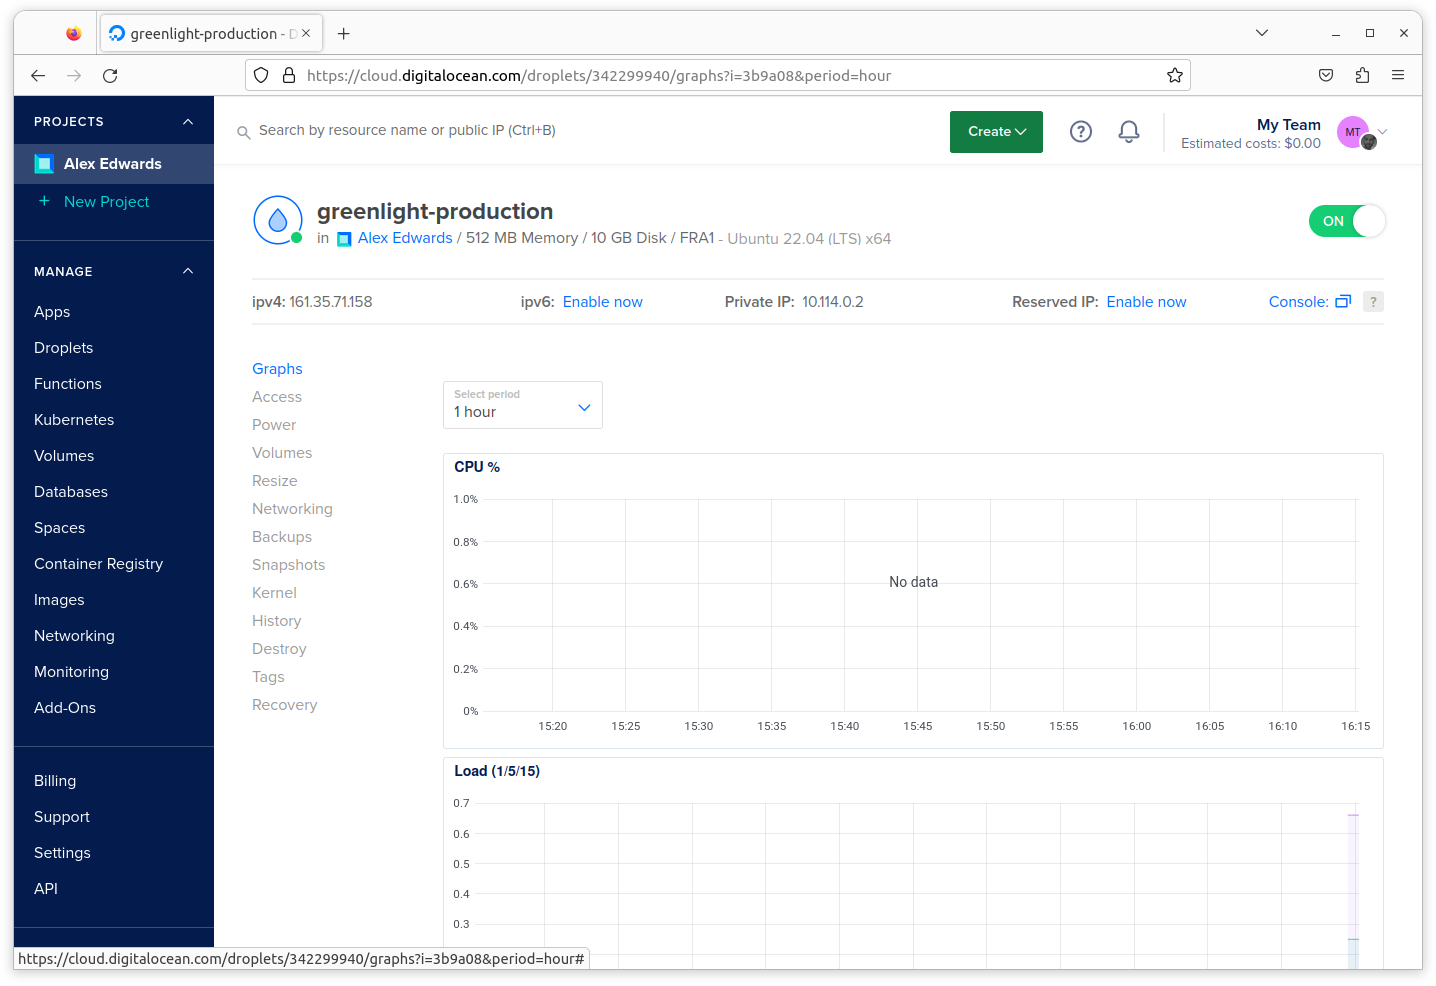 greenlight-production - D
https://cloud.digitalocean.com/droplets/342299940/graphs?i=3b9a08&period=hour
PROJECTS
Alex Edwards
+ New Project
MANAGE
Apps
Droplets
Functions
Kubernetes
Volumes
Databases
Spaces
Container Registry
Images
Networking
Monitoring
Add-Ons
Billing
Support
Settings
API
Search by resource name or public IP (Ctrl+B)
Create
?
My Team
Estimated costs: $0.00
MT
greenlight-production
in Alex Edwards / 512 MB Memory / 10 GB Disk / FRA1 - Ubuntu 22.04 (LTS) x64
ON
ipv4: 161.35.71.158 ipv6: Enable now Private IP: 10.114.0.2 Reserved IP: Enable now Console: ?
Graphs
Access
Power
Volumes
Resize
Networking
Backups
Snapshots
Kernel
History
Destroy
Tags
Recovery
Select period
1 hour
CPU %
1.0%
0.8%
0.6%
0.4%
0.2%
0%
No data
15:20 15:25 15:30 15:35 15:40 15:45 15:50 15:55 16:00 16:05 16:10 16:15
Load (1/5/15)
0.7
0.6
0.5
0.4
0.3
https://cloud.digitalocean.com/droplets/342299940/graphs?i=3b9a08&period=hour#